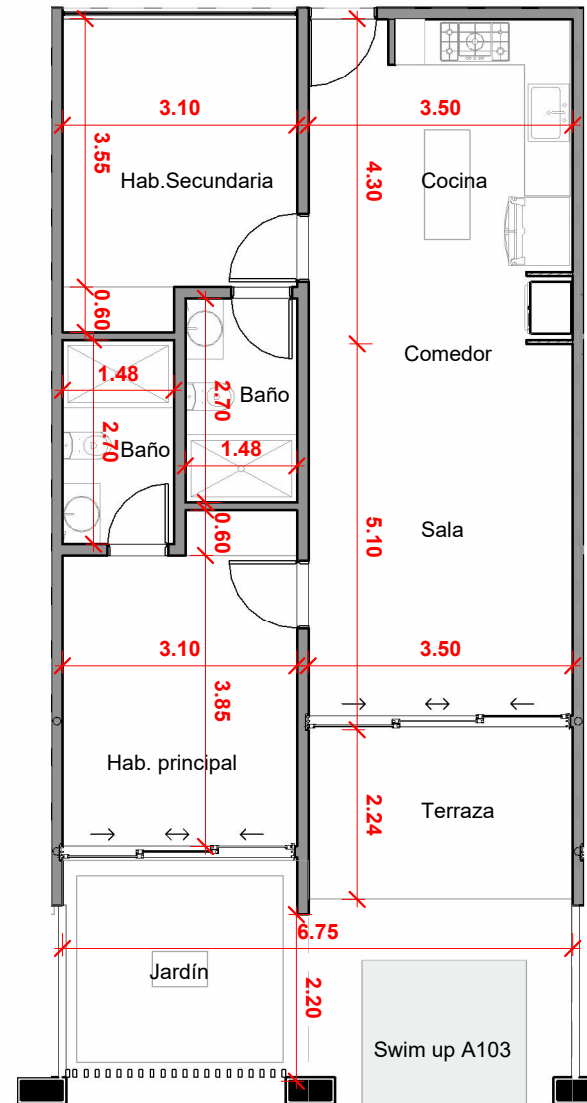 3.10
3.50
3.55
4.30
Hab.Secundaria
Cocina
0.60
Comedor
1.48
2.70
Baño
2.70
Baño
1.48
0.60
5.10
Sala
3.10
3.50
3.85
Hab. principal
2.24
Terraza
6.75
Jardín
2.20
Swim up A103